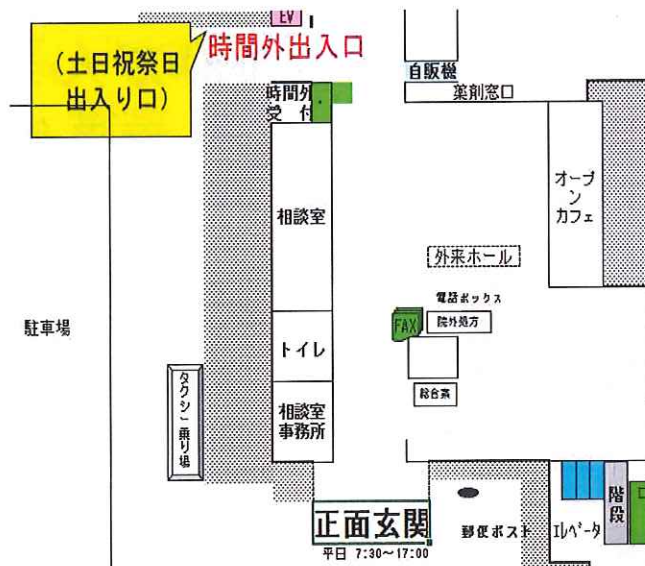 EV
時間外出入口
(土日祝祭日
出入り口)
自販機
時間外
受付
薬剤窓口
オープン
カフェ
相談室
外来ホール
電話ボックス
FAX
院外処方
駐車場
トイレ
タクシー乗り場
総合案
相談室
事務所
正面玄関
平日 7:30～17:00
郵便ポスト
エレベータ
階段